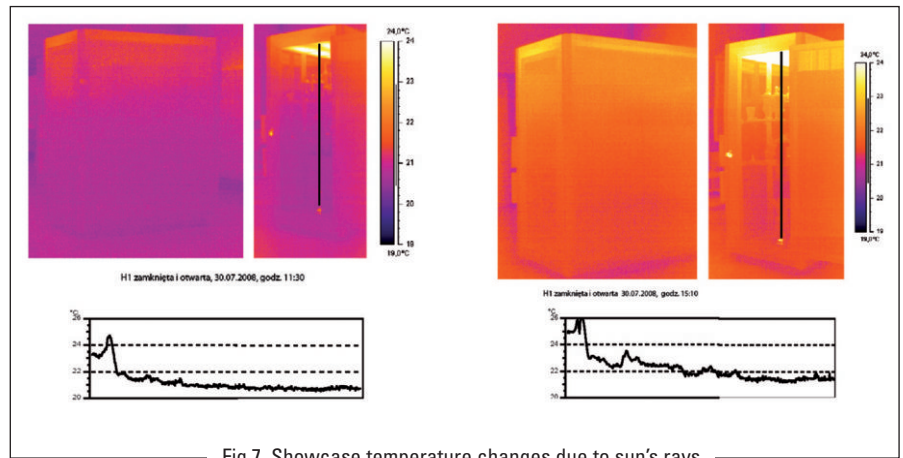 24,0°C
24
23
22
21
20
19
19,0°C
H1 zamknięta i otwarta, 30.07.2008, godz. 11:30
°C
26
24
22
20
24,0°C
24
23
22
21
20
19
19,0°C
H1 zamknięta i otwarta 30.07.2008, godz. 15:10
°C
26
24
22
20
Fig 7. Showcase temperature changes due to sun's rays